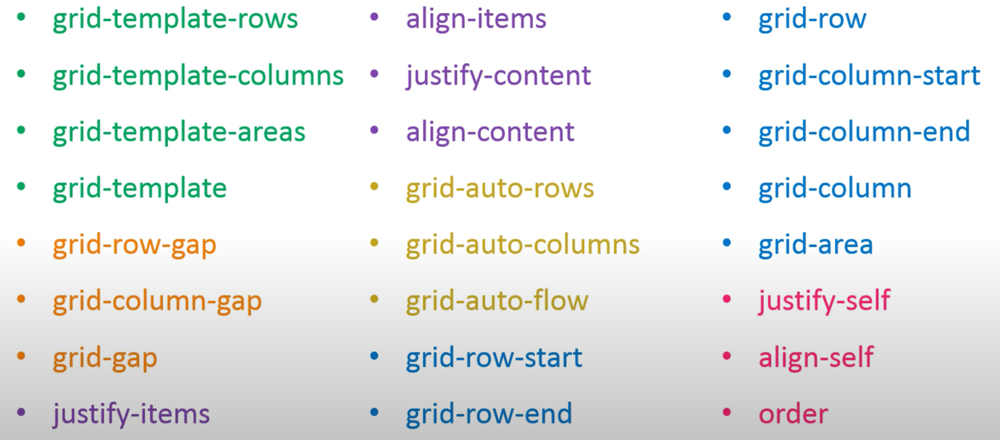 • grid-template-rows
• grid-template-columns
• grid-template-areas
• grid-template
• grid-row-gap
• grid-column-gap
• grid-gap
• justify-items
• align-items
• justify-content
• align-content
• grid-auto-rows
• grid-auto-columns
• grid-auto-flow
• grid-row-start
• grid-row-end
• grid-row
• grid-column-start
• grid-column-end
• grid-column
• grid-area
• justify-self
• align-self
• order